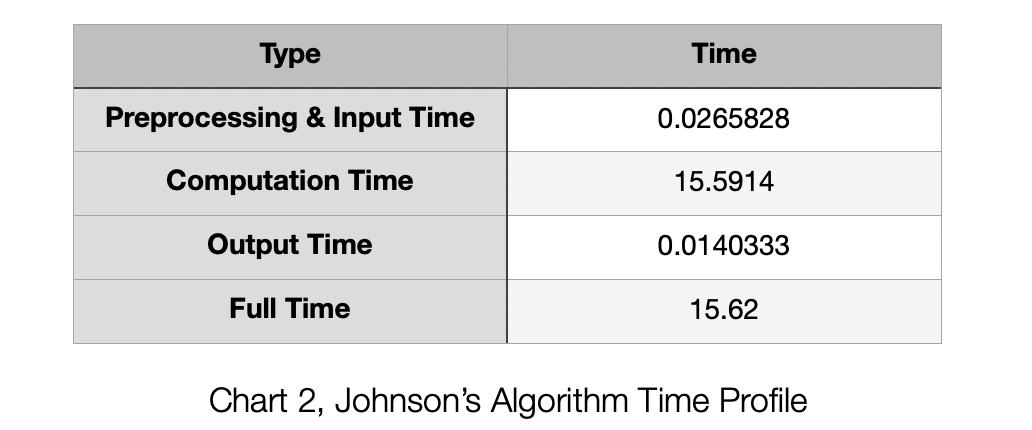 Type Time
Preprocessing & Input Time 0.0265828
Computation Time 15.5914
Output Time 0.0140333
Full Time 15.62
Chart 2, Johnson’s Algorithm Time Profile